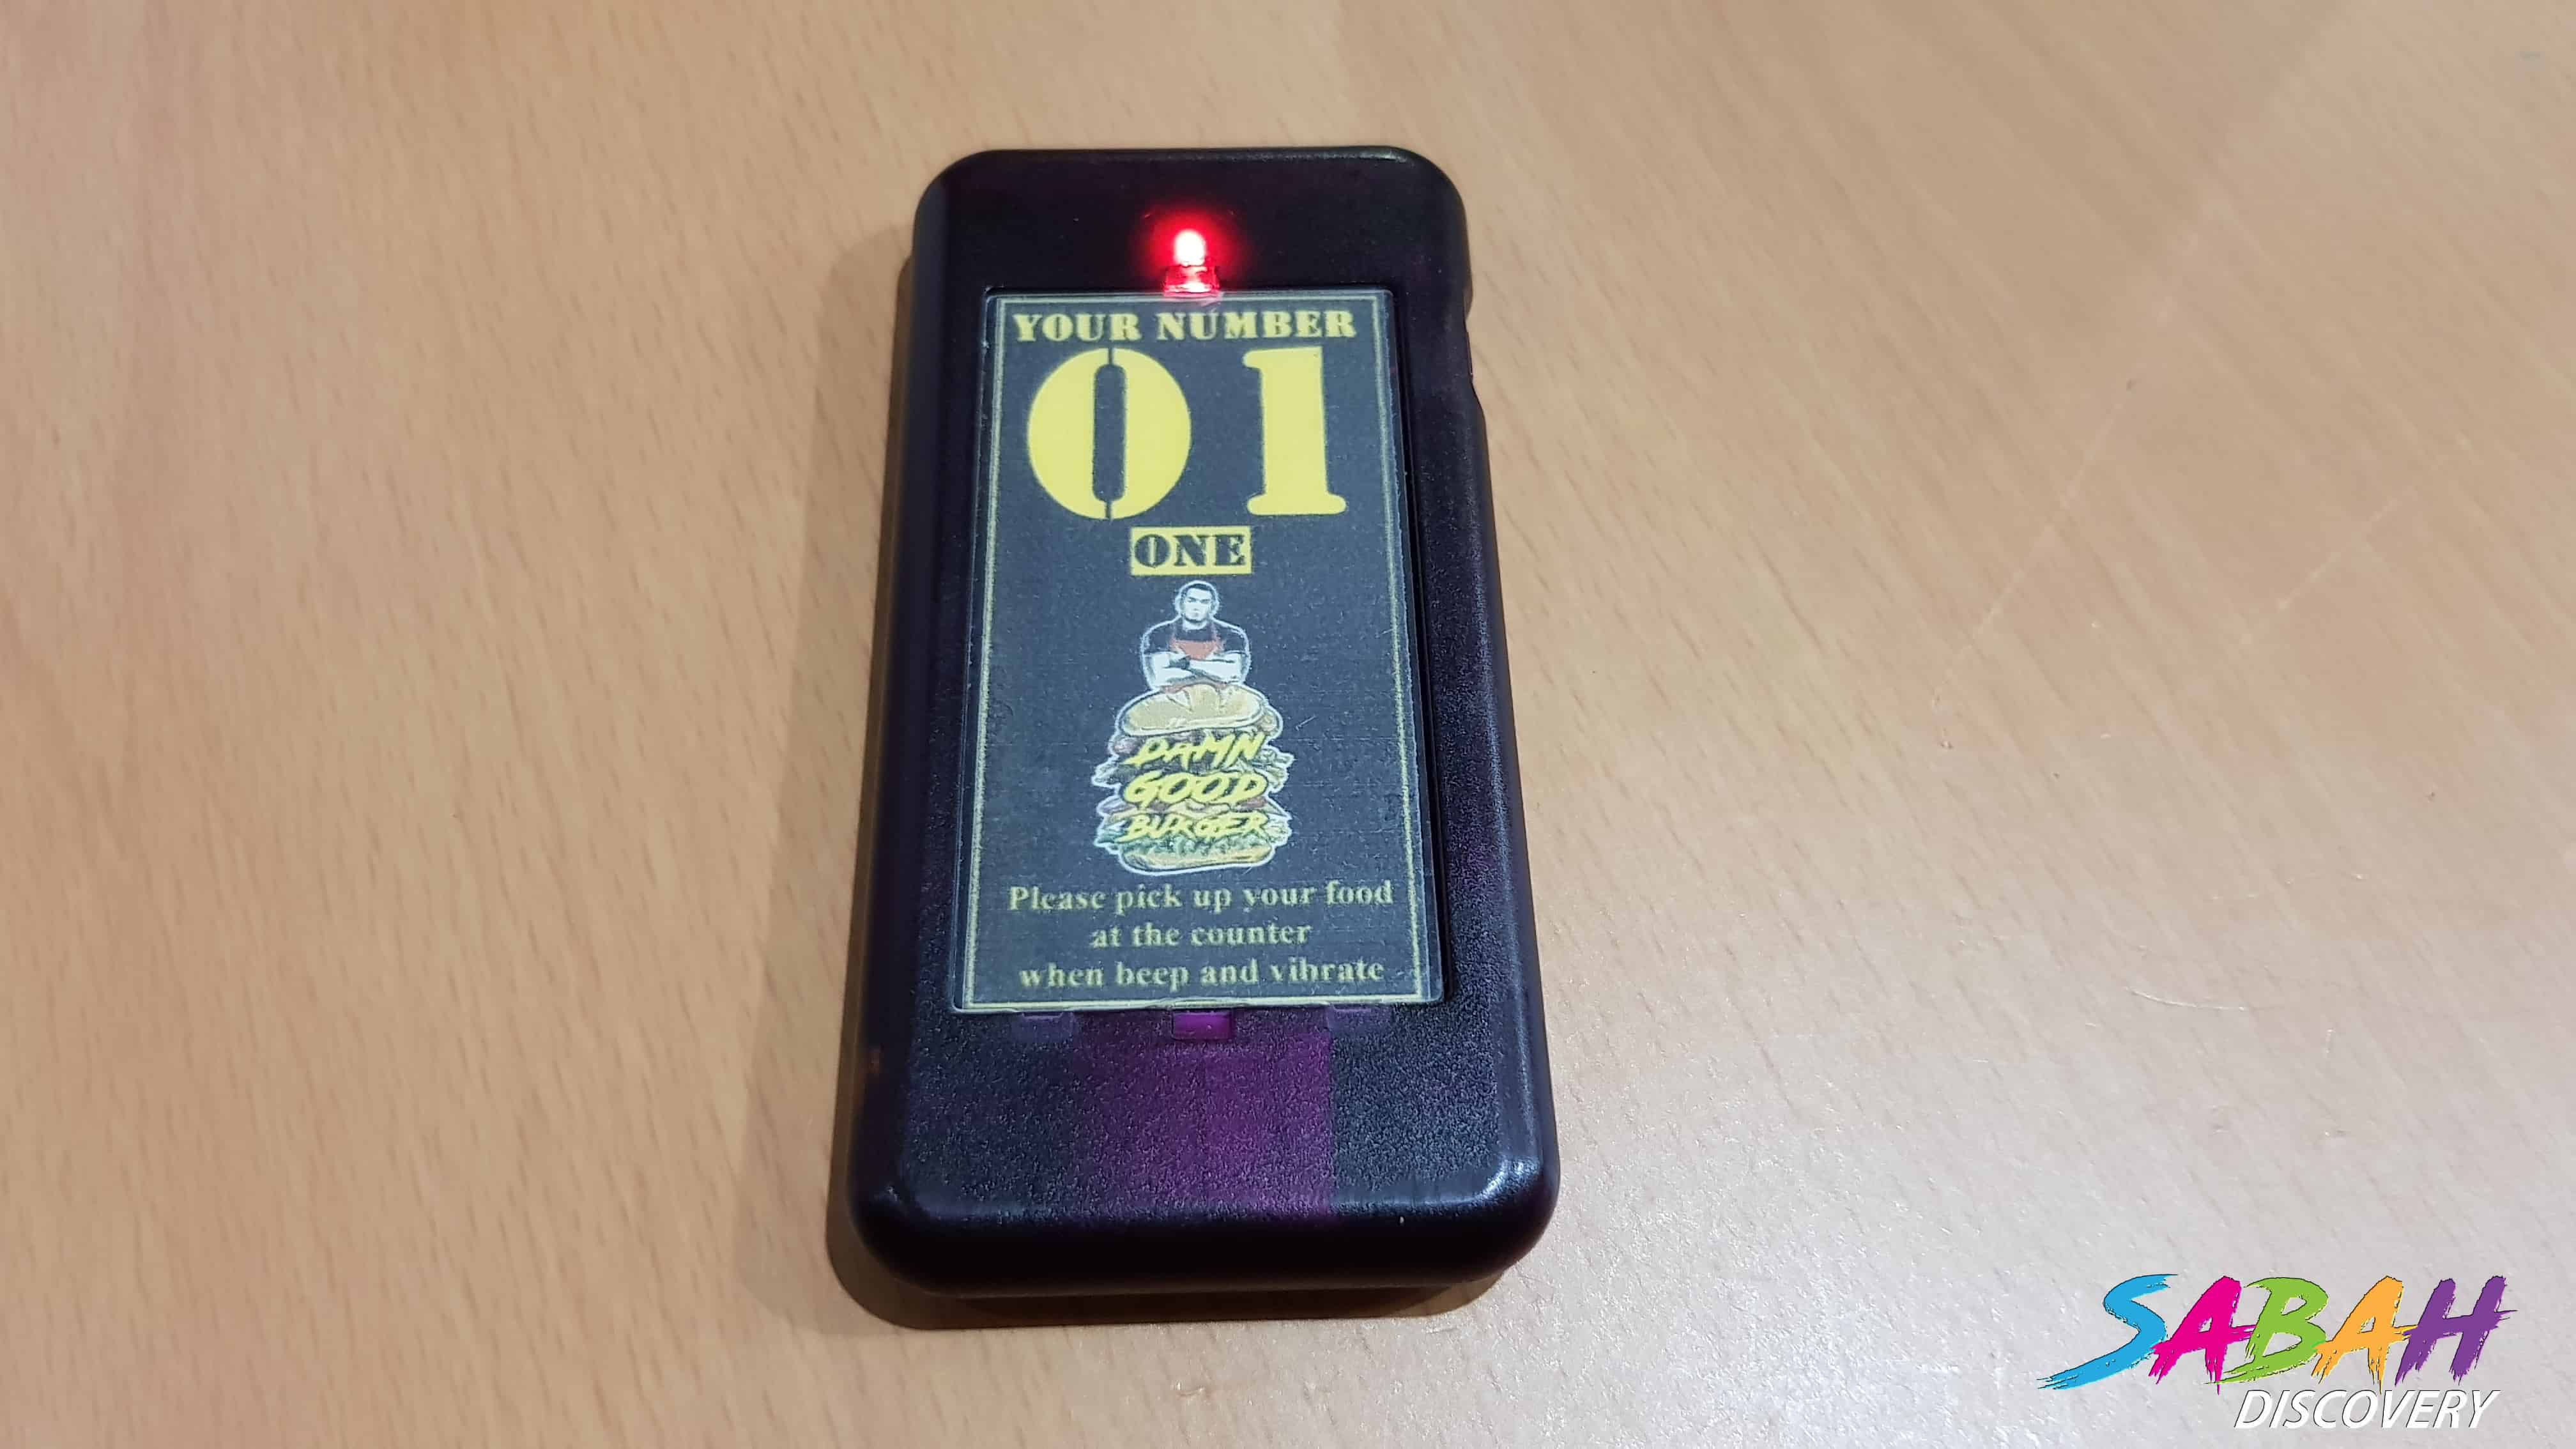 YOUR NUMBER
01
ONE
DAMN
GOOD
BURGER
Please pick up your food
at the counter
when beep and vibrate
SABAH
DISCOVERY